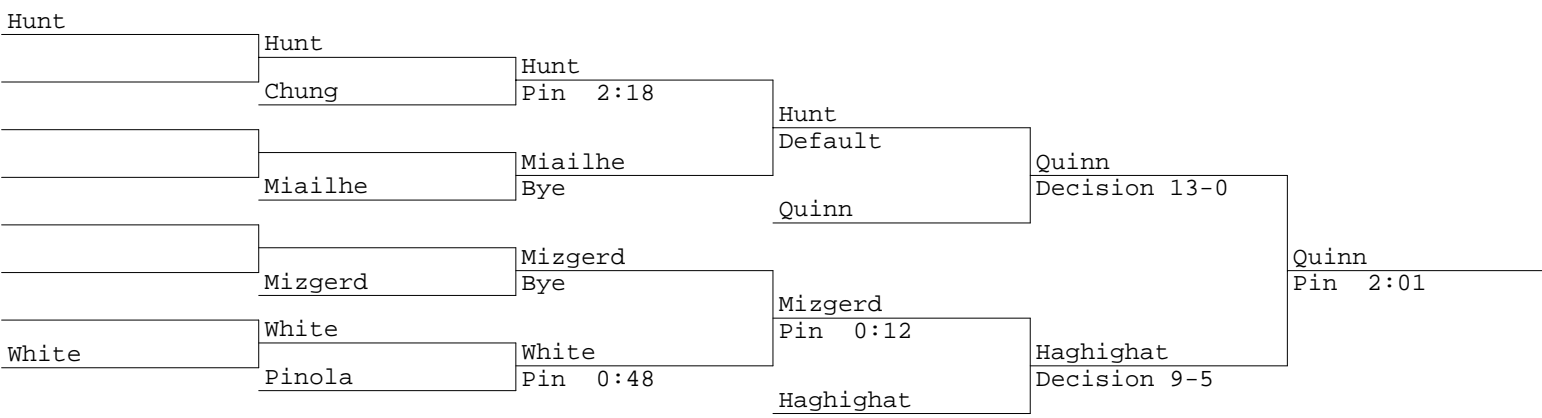 Hunt
Hunt
Hunt
Chung
Pin 2:18
Hunt
Default
Miailhe
Quinn
Miailhe
Bye
Decision 13-0
Quinn
Mizgerd
Quinn
Mizgerd
Bye
Pin 2:01
Mizgerd
White
Pin 0:12
White
White
Haghighat
Pinola
Pin 0:48
Decision 9-5
Haghighat